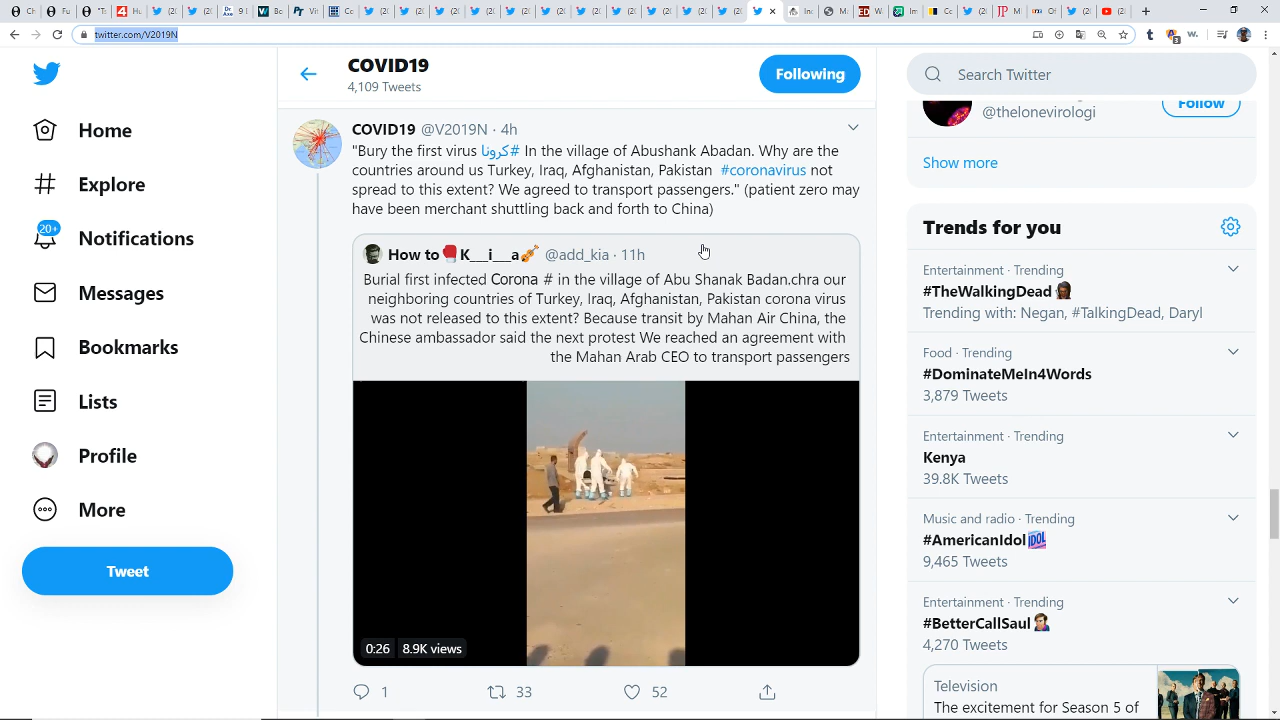 twitter.com/V2019N
Home
Explore
20+
Notifications
Messages
Bookmarks
Lists
Profile
More
Tweet
COVID19
4,109 Tweets
Following
COVID19 @V2019N · 4h
"Bury the first virus #کرونا In the village of Abushank Abadan. Why are the
countries around us Turkey, Iraq, Afghanistan, Pakistan #coronavirus not
spread to this extent? We agreed to transport passengers." (patient zero may
have been merchant shuttling back and forth to China)
How to K__i__a @add_kia · 11h
Burial first infected Corona # in the village of Abu Shanak Badan.chra our
neighboring countries of Turkey, Iraq, Afghanistan, Pakistan corona virus
was not released to this extent? Because transit by Mahan Air China, the
Chinese ambassador said the next protest We reached an agreement with
the Mahan Arab CEO to transport passengers
0:26 8.9K views
1 33 52
Search Twitter
@thelonevirologi
Follow
Show more
Trends for you
Entertainment · Trending
#TheWalkingDead
Trending with: Negan, #TalkingDead, Daryl
Food · Trending
#DominateMeIn4Words
3,879 Tweets
Entertainment · Trending
Kenya
39.8K Tweets
Music and radio · Trending
#AmericanIdol
9,465 Tweets
Entertainment · Trending
#BetterCallSaul
4,270 Tweets
Television
The excitement for Season 5 of